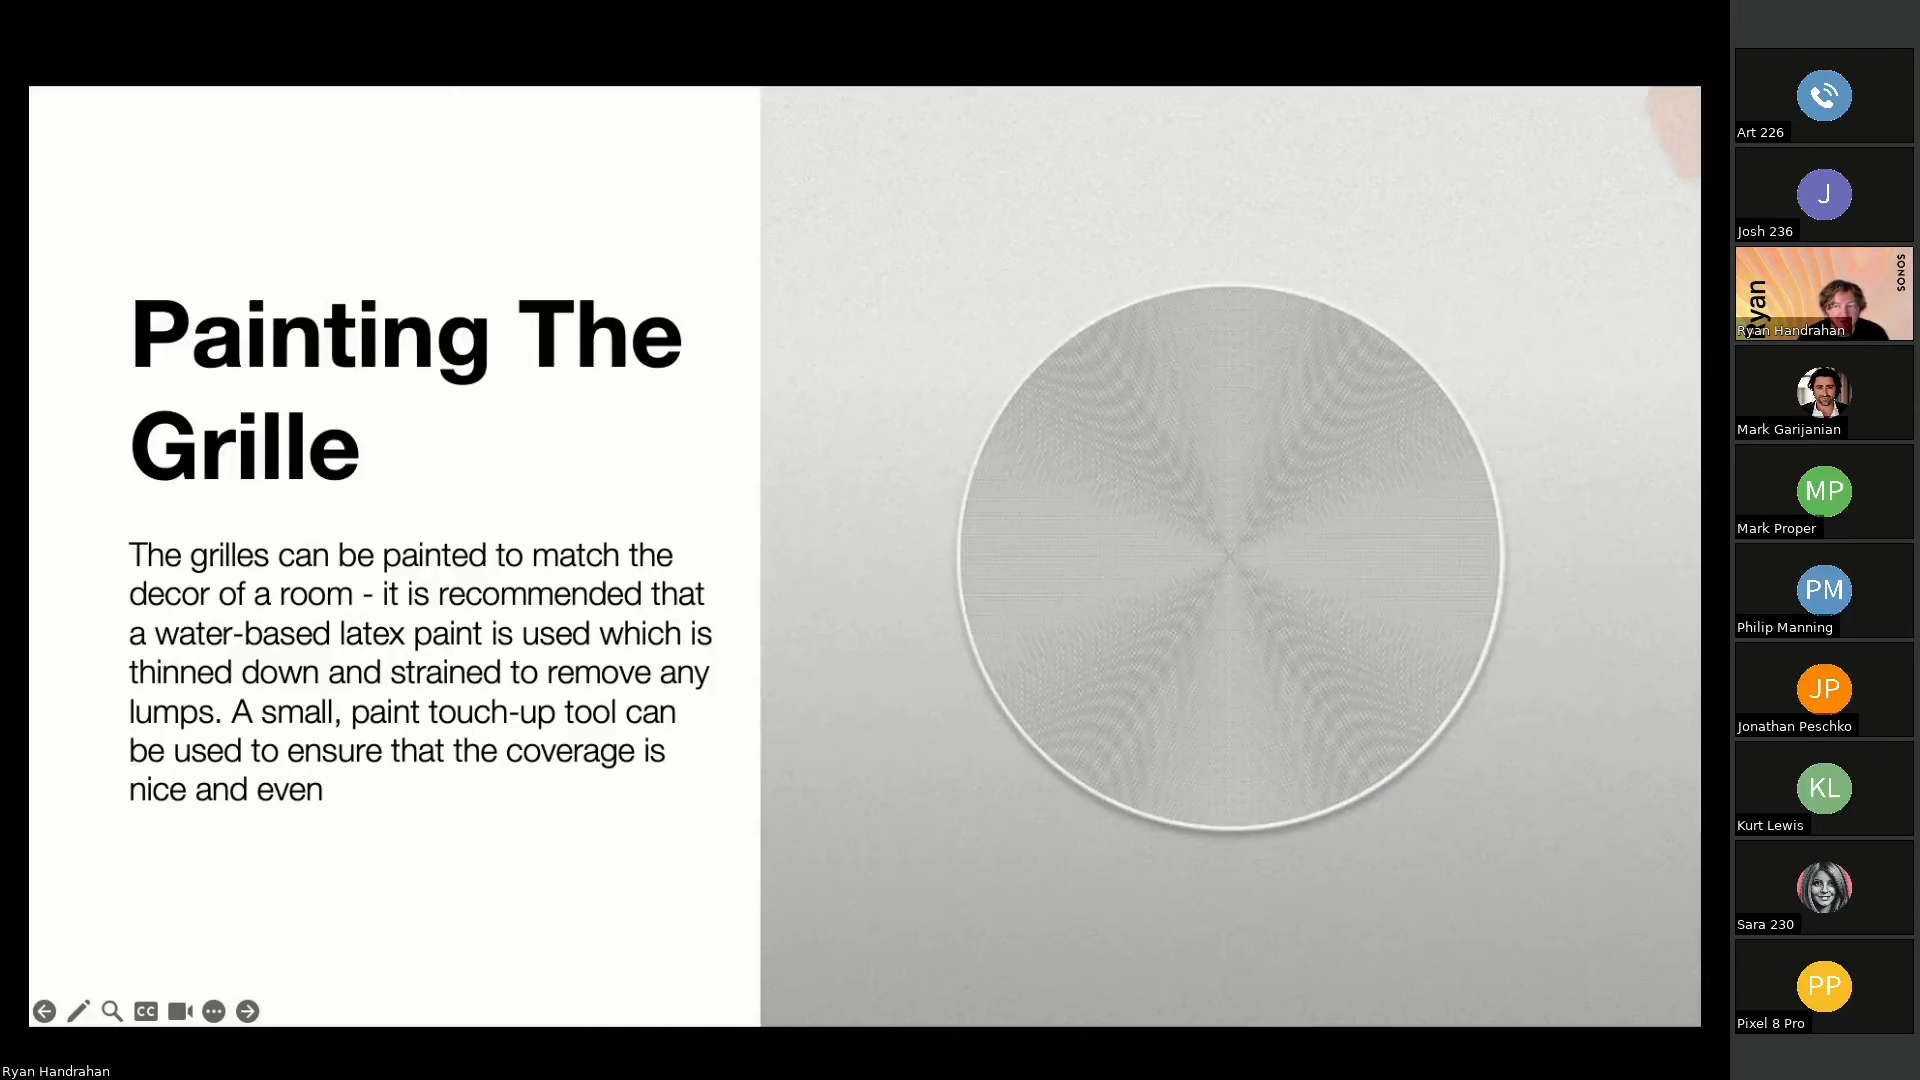 Painting The
Grille
The grilles can be painted to match the
decor of a room - it is recommended that
a water-based latex paint is used which is
thinned down and strained to remove any
lumps. A small, paint touch-up tool can
be used to ensure that the coverage is
nice and even
CC
Ryan Handrahan
Art 226
J
Josh 236
Ryan
SONOS
Ryan Handrahan
Mark Garijanian
MP
Mark Proper
PM
Philip Manning
JP
Jonathan Peschko
KL
Kurt Lewis
Sara 230
PP
Pixel 8 Pro